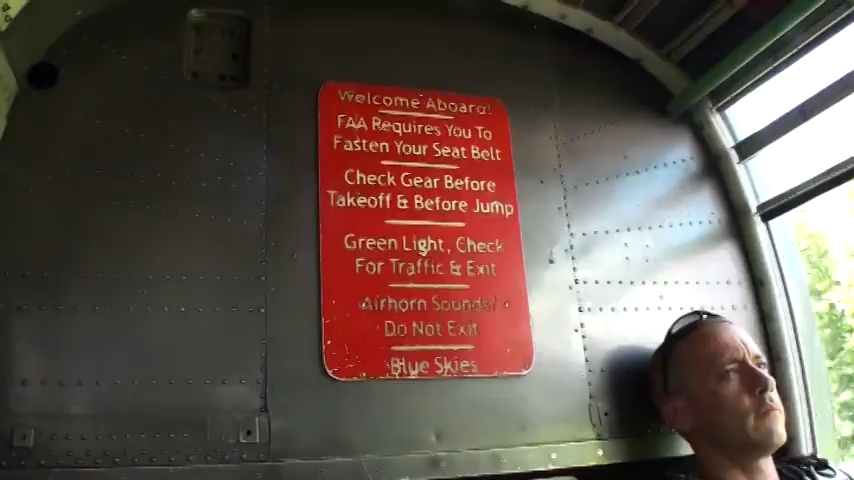 Welcome Aboard!
FAA Requires You To
Fasten Your Seat Belt
Check Gear Before
Takeoff & Before Jump
Green Light, Check
For Traffic & Exit
Airhorn Sounds?
Do Not Exit
Blue Skies